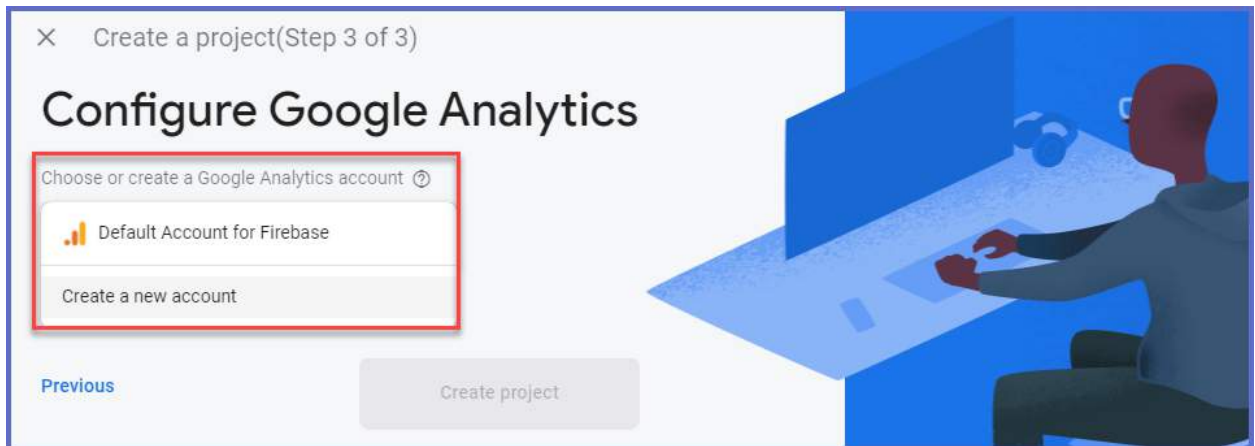 Create a project(Step 3 of 3)
Configure Google Analytics
Choose or create a Google Analytics account
Default Account for Firebase
Create a new account
Previous
Create project